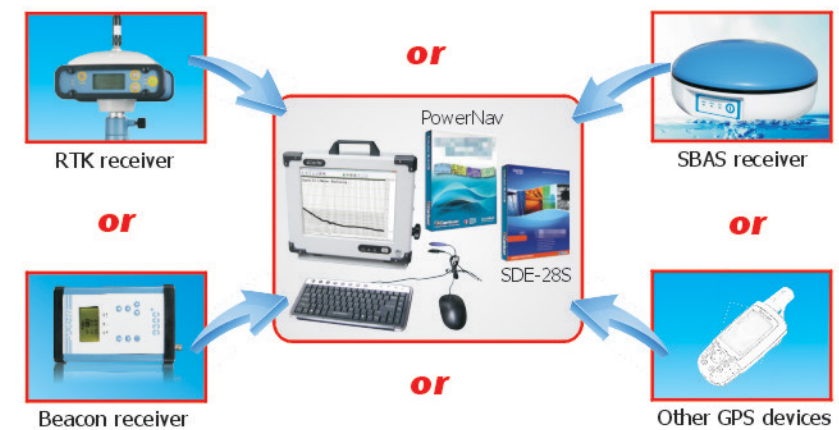 or
PowerNav
RTK receiver
SBAS receiver
or
or
SDE-28S
or
Beacon receiver
Other GPS devices